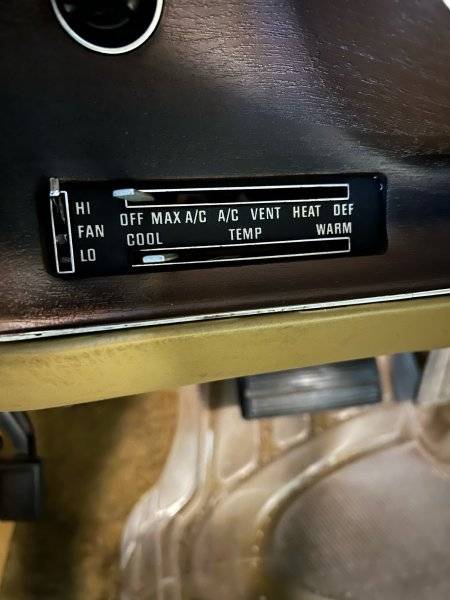 HI
FAN
LO
OFF MAX A/C A/C VENT HEAT DEF
COOL TEMP WARM